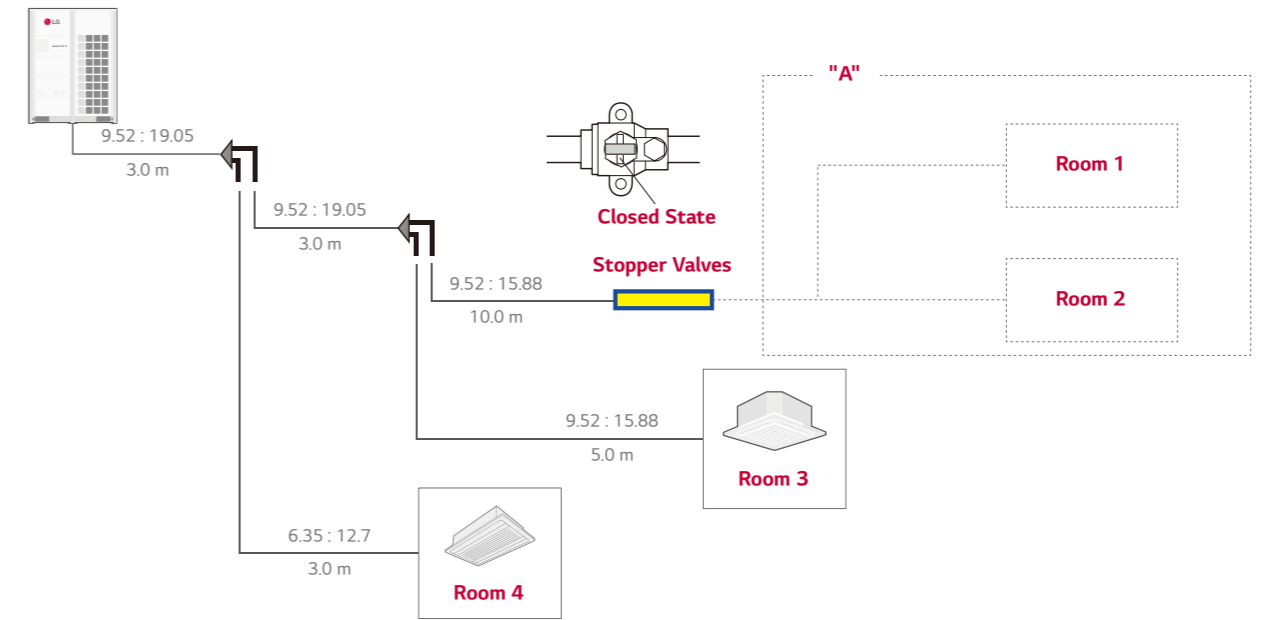 LG
9.52 : 19.05
3.0 m
"A"
Room 1
9.52 : 19.05
3.0 m
Closed State
Stopper Valves
9.52 : 15.88
10.0 m
Room 2
9.52 : 15.88
5.0 m
Room 3
6.35 : 12.7
3.0 m
Room 4